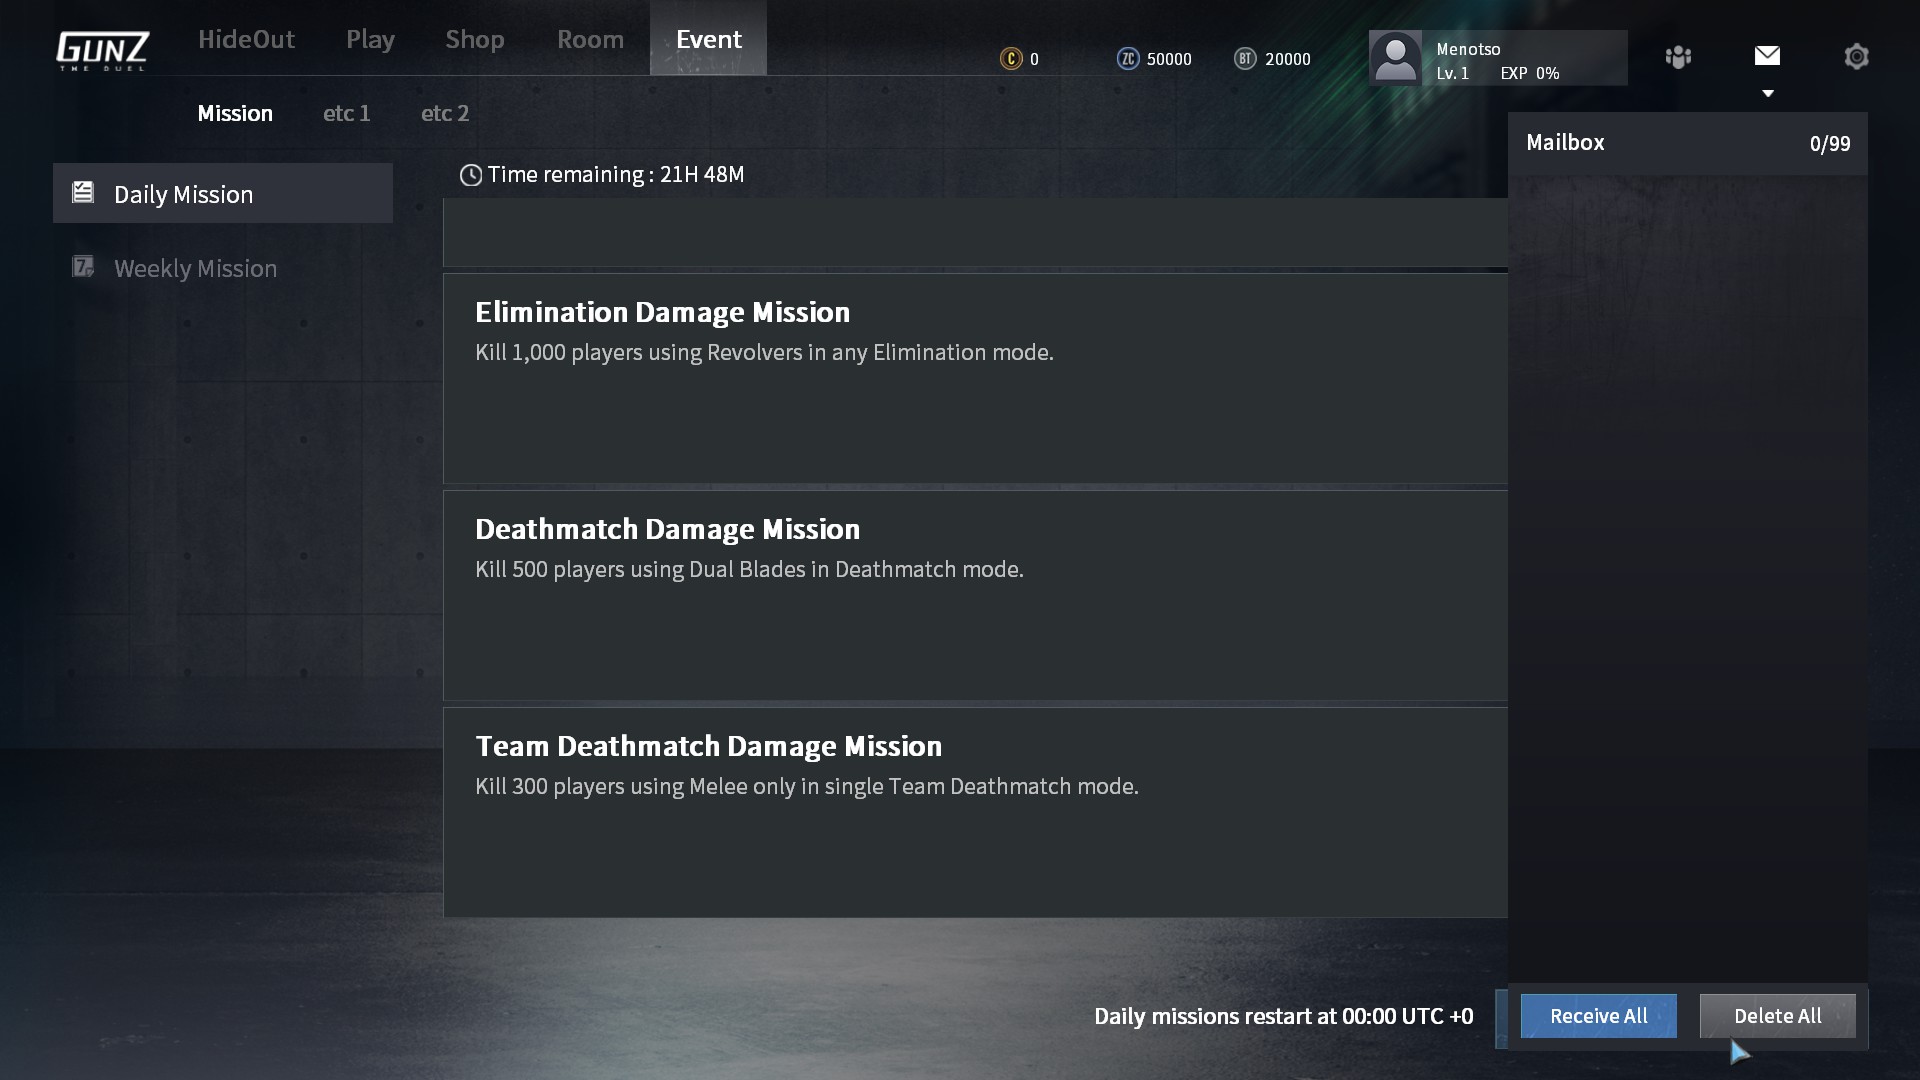 GUNZ
THE DUEL
HideOut
Play
Shop
Room
Event
C 0
ZC 50000
BT 20000
Menotso
Lv. 1 EXP 0%
Mission
etc 1
etc 2
Mailbox
0/99
Daily Mission
Weekly Mission
Time remaining : 21H 48M
Elimination Damage Mission
Kill 1,000 players using Revolvers in any Elimination mode.
Deathmatch Damage Mission
Kill 500 players using Dual Blades in Deathmatch mode.
Team Deathmatch Damage Mission
Kill 300 players using Melee only in single Team Deathmatch mode.
Daily missions restart at 00:00 UTC +0
Receive All
Delete All